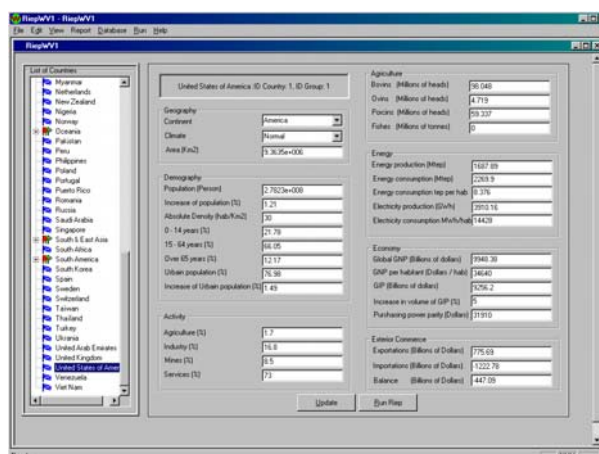 RiepWV1 - RiepWV1
File Edit View Report Database Run Help
RiepWV1
List of Countries
Myanmar
Netherlands
New Zealand
Nigeria
Norway
Oceania
Pakistan
Peru
Philippines
Poland
Portugal
Puerto Rico
Romania
Russia
Saudi Arabia
Singapore
South & East Asia
South-Africa
South-America
South Korea
Spain
Sweden
Switzerland
Taiwan
Thailand
Turkey
Ukrania
United Arab Emirates
United Kingdom
United States of Amer
Venezuela
Viet Nam
United States of America :ID Country: 1, ID Group: 1
Geography
Continent America
Climate Normal
Area (Km2) 9.3635e+006
Demography
Population (Person) 2.7823e+008
Increase of population (%) 1.21
Absolute Density (hab/Km2) 30
0 - 14 years (%) 21.78
15 - 64 years (%) 66.05
Over 65 years (%) 12.17
Urbain population (%) 76.98
Increase of Urbain population (%) 1.49
Activity
Agriculture (%) 1.7
Industry (%) 16.8
Mines (%) 8.5
Services (%) 73
Agriculture
Bovins (Millions of heads) 98.048
Ovins (Millions of heads) 4.719
Porcins (Millions of heads) 59.337
Fishes (Millions of tonnes) 0
Energy
Energy production (Mtep) 1687.89
Energy consumption (Mtep) 2269.9
Energy consumption tep per hab 8.376
Electricity production (GWh) 3910.16
Electricity consumption MWh/hab 14428
Economy
Global GNP (Billions of dollars) 9948.38
GNP per habitant (Dollars / hab) 34640
GIP (Billions of dollars) 9256.2
Increase in volume of GIP (%) 5
Purchasing power parity (Dollar) 31910
Exterior Commerce
Exportations (Billions of Dollars) 775.69
Importations (Billions of Dollars) -1222.78
Balance (Billions of Dollars) -447.09
Update Run Riep